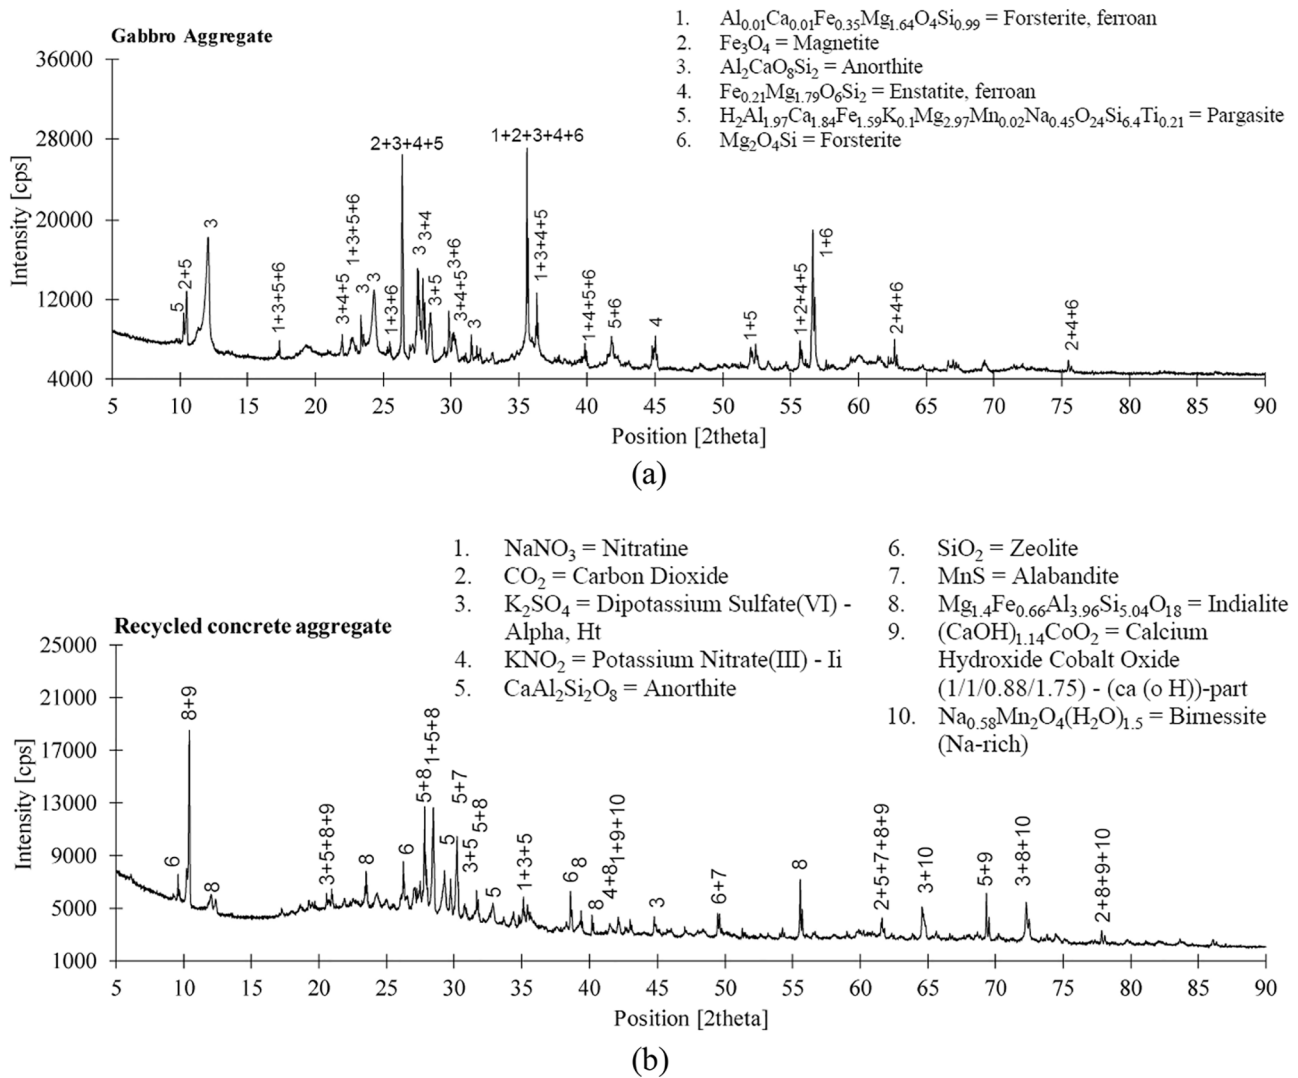 Gabbro Aggregate
1. Al0.01Ca0.01Fe0.35Mg1.64O4Si0.99 = Forsterite, ferroan
2. Fe3O4 = Magnetite
3. Al2CaO8Si2 = Anorthite
4. Fe0.21Mg1.79O6Si2 = Enstatite, ferroan
5. H2Al1.97Ca1.84Fe1.59K0.1Mg2.97Mn0.02Na0.45O24Si6.4Ti0.21 = Pargasite
6. Mg2O4Si = Forsterite
Intensity [cps]
36000
28000
20000
12000
4000
5
2+5
3
1+3+5+6
3+4+5
1+3+5+6
3
3
1+3+6
2+3+4+5
3
3+4
3+5
3+6
3+4+5
3
1+2+3+4+6
1+3+4+5
1+4+5+6
5+6
4
1+5
1+2+4+5
1+6
2+4+6
2+4+6
5 10 15 20 25 30 35 40 45 50 55 60 65 70 75 80 85 90
Position [2theta]
(a)
1. NaNO3 = Nitratine
2. CO2 = Carbon Dioxide
3. K2SO4 = Dipotassium Sulfate(VI) -
Alpha, Ht
4. KNO2 = Potassium Nitrate(III) - Ii
5. CaAl2Si2O8 = Anorthite
6. SiO2 = Zeolite
7. MnS = Alabandite
8. Mg1.4Fe0.66Al3.96Si5.04O18 = Indialite
9. (CaOH)1.14CoO2 = Calcium
Hydroxide Cobalt Oxide
(1/1/0.88/1.75) - (ca (o H))-part
10. Na0.58Mn2O4(H2O)1.5 = Birnessite
(Na-rich)
Recycled concrete aggregate
Intensity [cps]
25000
21000
17000
13000
9000
5000
1000
6
8+9
8
3+5+8+9
8
6
5+8
1+5+8
5
5+7
3+5
5+8
5
1+3+5
6
8
8
4+8
1+9+10
3
6+7
8
2+5+7+8+9
3+10
5+9
3+8+10
2+8+9+10
5 10 15 20 25 30 35 40 45 50 55 60 65 70 75 80 85 90
Position [2theta]
(b)